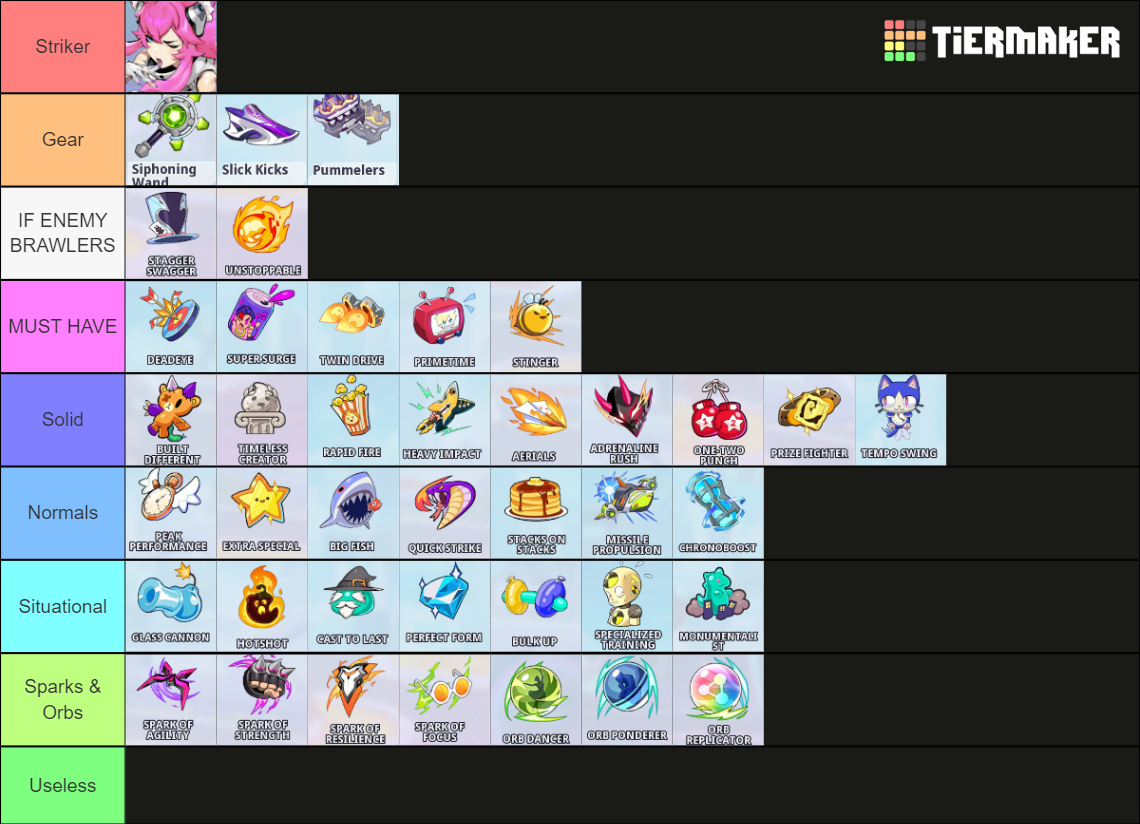 TiERMAKER
Striker
Gear
Siphoning
Wand
Slick Kicks
Pummelers
IF ENEMY
BRAWLERS
STAGGER
SWAGGER
UNSTOPPABLE
MUST HAVE
DEADEYE
SUPER SURGE
TWIN DRIVE
PRIMETIME
STINGER
Solid
BUILT
DIFFERENT
TIMELESS
CREATOR
RAPID FIRE
HEAVY IMPACT
AERIALS
ADRENALINE
RUSH
ONE-TWO
PUNCH
PRIZE FIGHTER
TEMPO SWING
Normals
PEAK
PERFORMANCE
EXTRA SPECIAL
BIG FISH
QUICK STRIKE
STACKS ON
STACKS
MISSILE
PROPULSION
CHRONOBOOST
Situational
GLASS CANNON
HOTSHOT
CAST TO LAST
PERFECT FORM
BULK UP
SPECIALIZED
TRAINING
MONUMENTALI
ST
Sparks &
Orbs
SPARK OF
AGILITY
SPARK OF
STRENGTH
SPARK OF
RESILIENCE
SPARK OF
FOCUS
ORB DANCER
ORB PONDERER
ORB
REPLICATOR
Useless